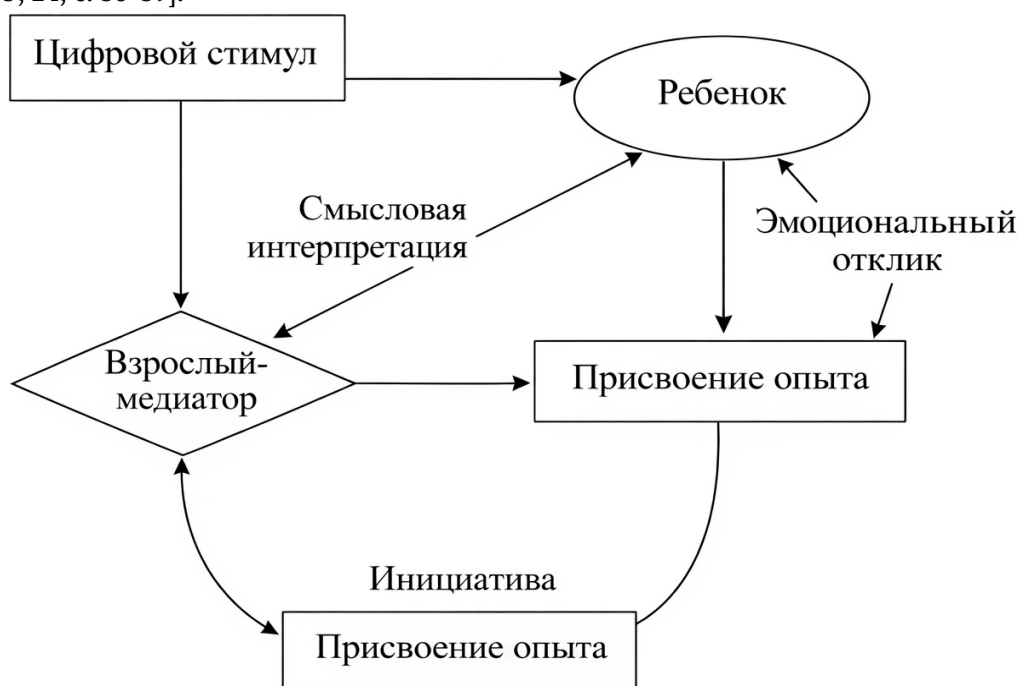 Цифровой стимул
Ребенок
Смысловая
интерпретация
Эмоциональный
отклик
Взрослый-
медиатор
Присвоение опыта
Инициатива
Присвоение опыта